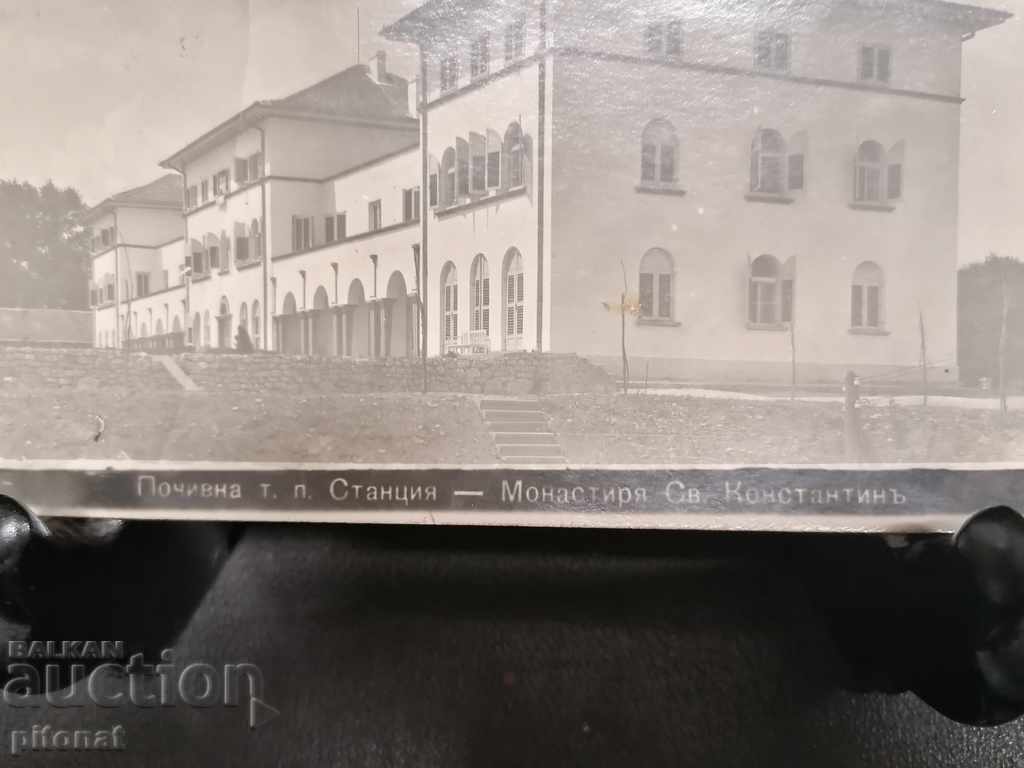 Почивна т. п. Станция — Монастиря Св. Константинъ
BALKAN
auction
pitonat